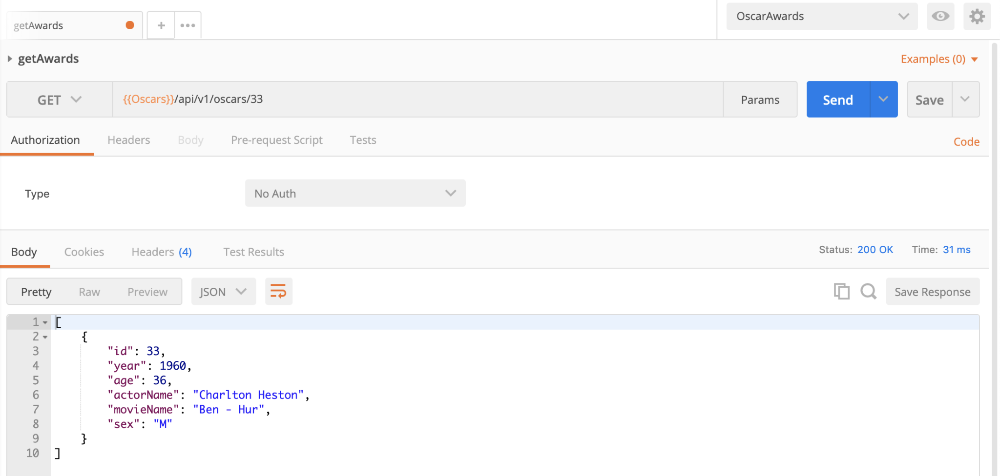 getAwards
OscarAwards
getAwards
Examples (0)
GET
{{Oscars}}/api/v1/oscars/33
Params
Send
Save
Authorization Headers Body Pre-request Script Tests
Code
Type
No Auth
Body Cookies Headers (4) Test Results
Status: 200 OK Time: 31 ms
Pretty Raw Preview
JSON
Save Response
1 [
2 {
3 "id": 33,
4 "year": 1960,
5 "age": 36,
6 "actorName": "Charlton Heston",
7 "movieName": "Ben - Hur",
8 "sex": "M"
9 }
10 ]